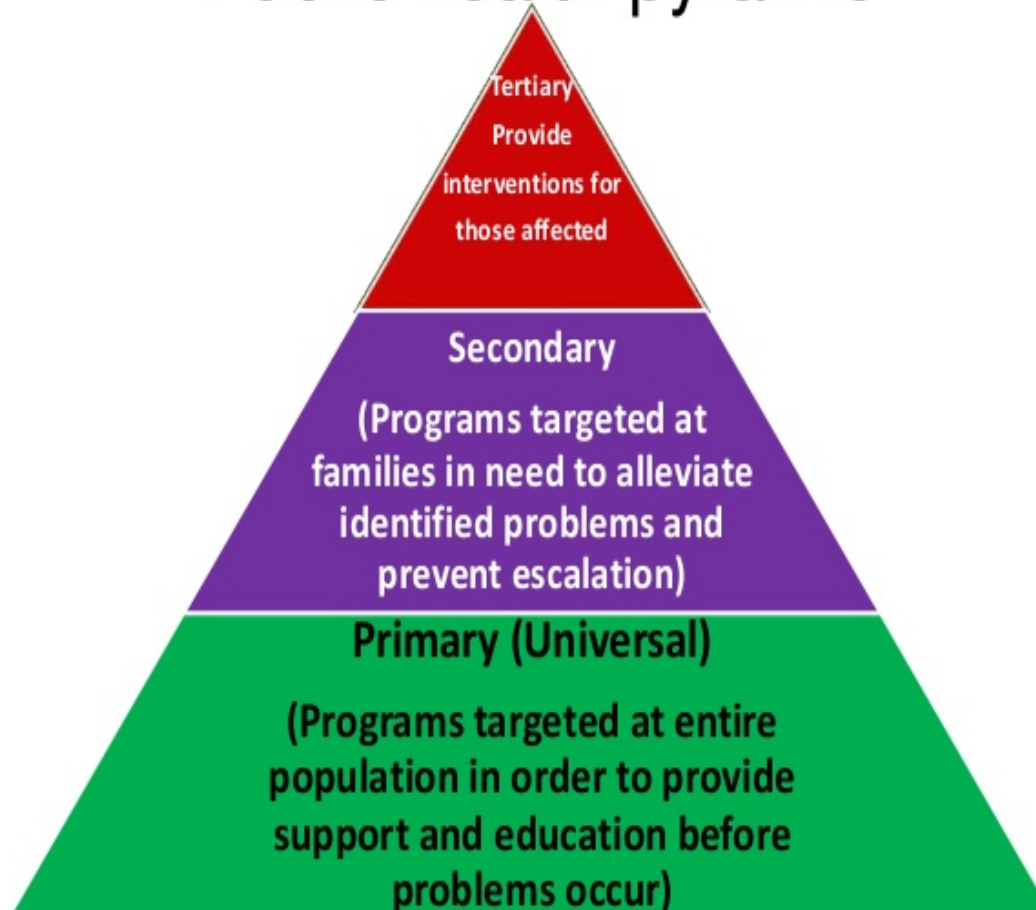 Tertiary
Provide
interventions for
those affected
Secondary
(Programs targeted at
families in need to alleviate
identified problems and
prevent escalation)
Primary (Universal)
(Programs targeted at entire
population in order to provide
support and education before
problems occur)